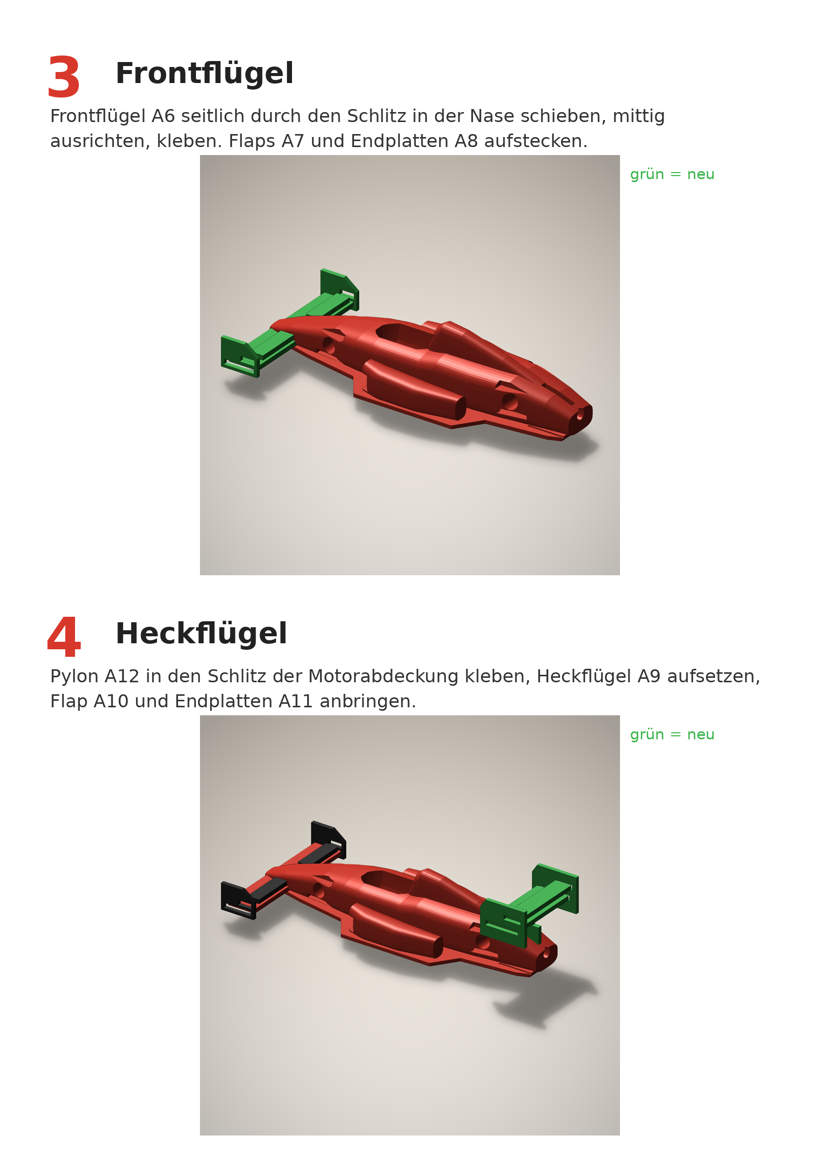 3 Frontflügel
Frontflügel A6 seitlich durch den Schlitz in der Nase schieben, mittig
ausrichten, kleben. Flaps A7 und Endplatten A8 aufstecken.
grün = neu
4 Heckflügel
Pylon A12 in den Schlitz der Motorabdeckung kleben, Heckflügel A9 aufsetzen,
Flap A10 und Endplatten A11 anbringen.
grün = neu